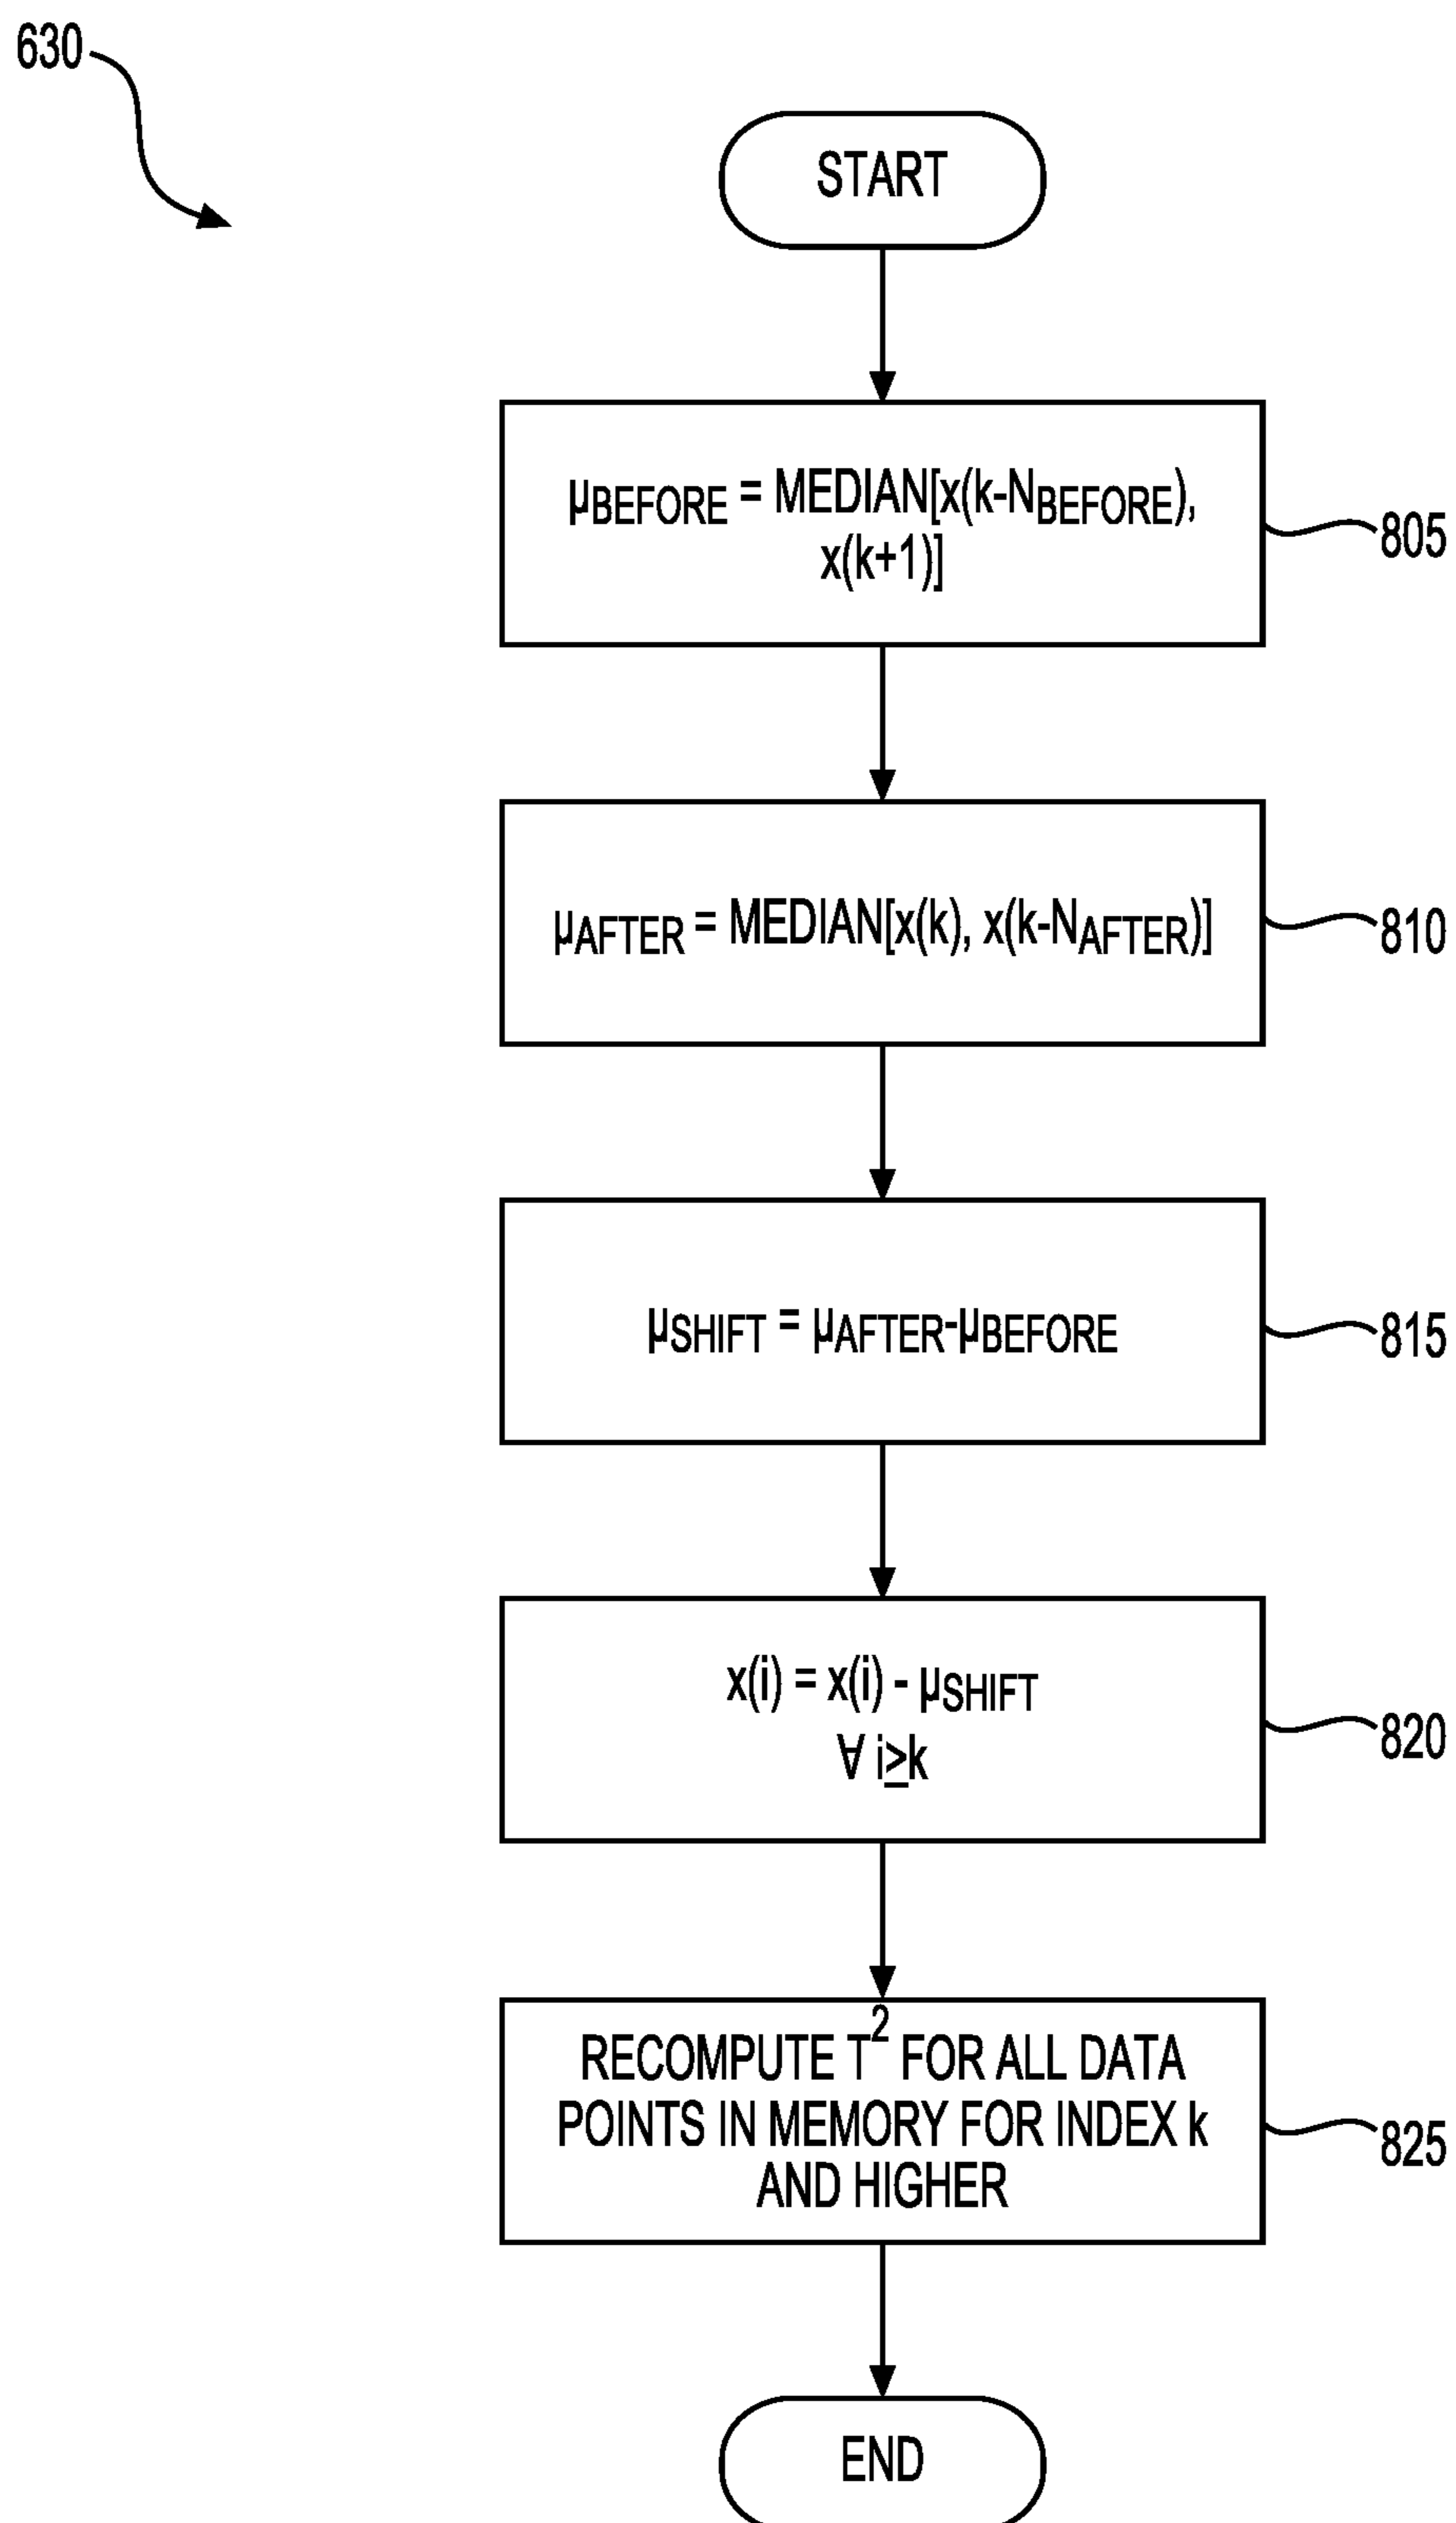 630
START
μBEFORE = MEDIAN[x(k-NBEFORE),
x(k+1)]
805
μAFTER = MEDIAN[x(k), x(k-NAFTER)]
810
μSHIFT = μAFTER-μBEFORE
815
x(i) = x(i) - μSHIFT
∀ i≥k
820
RECOMPUTE T² FOR ALL DATA
POINTS IN MEMORY FOR INDEX k
AND HIGHER
825
END